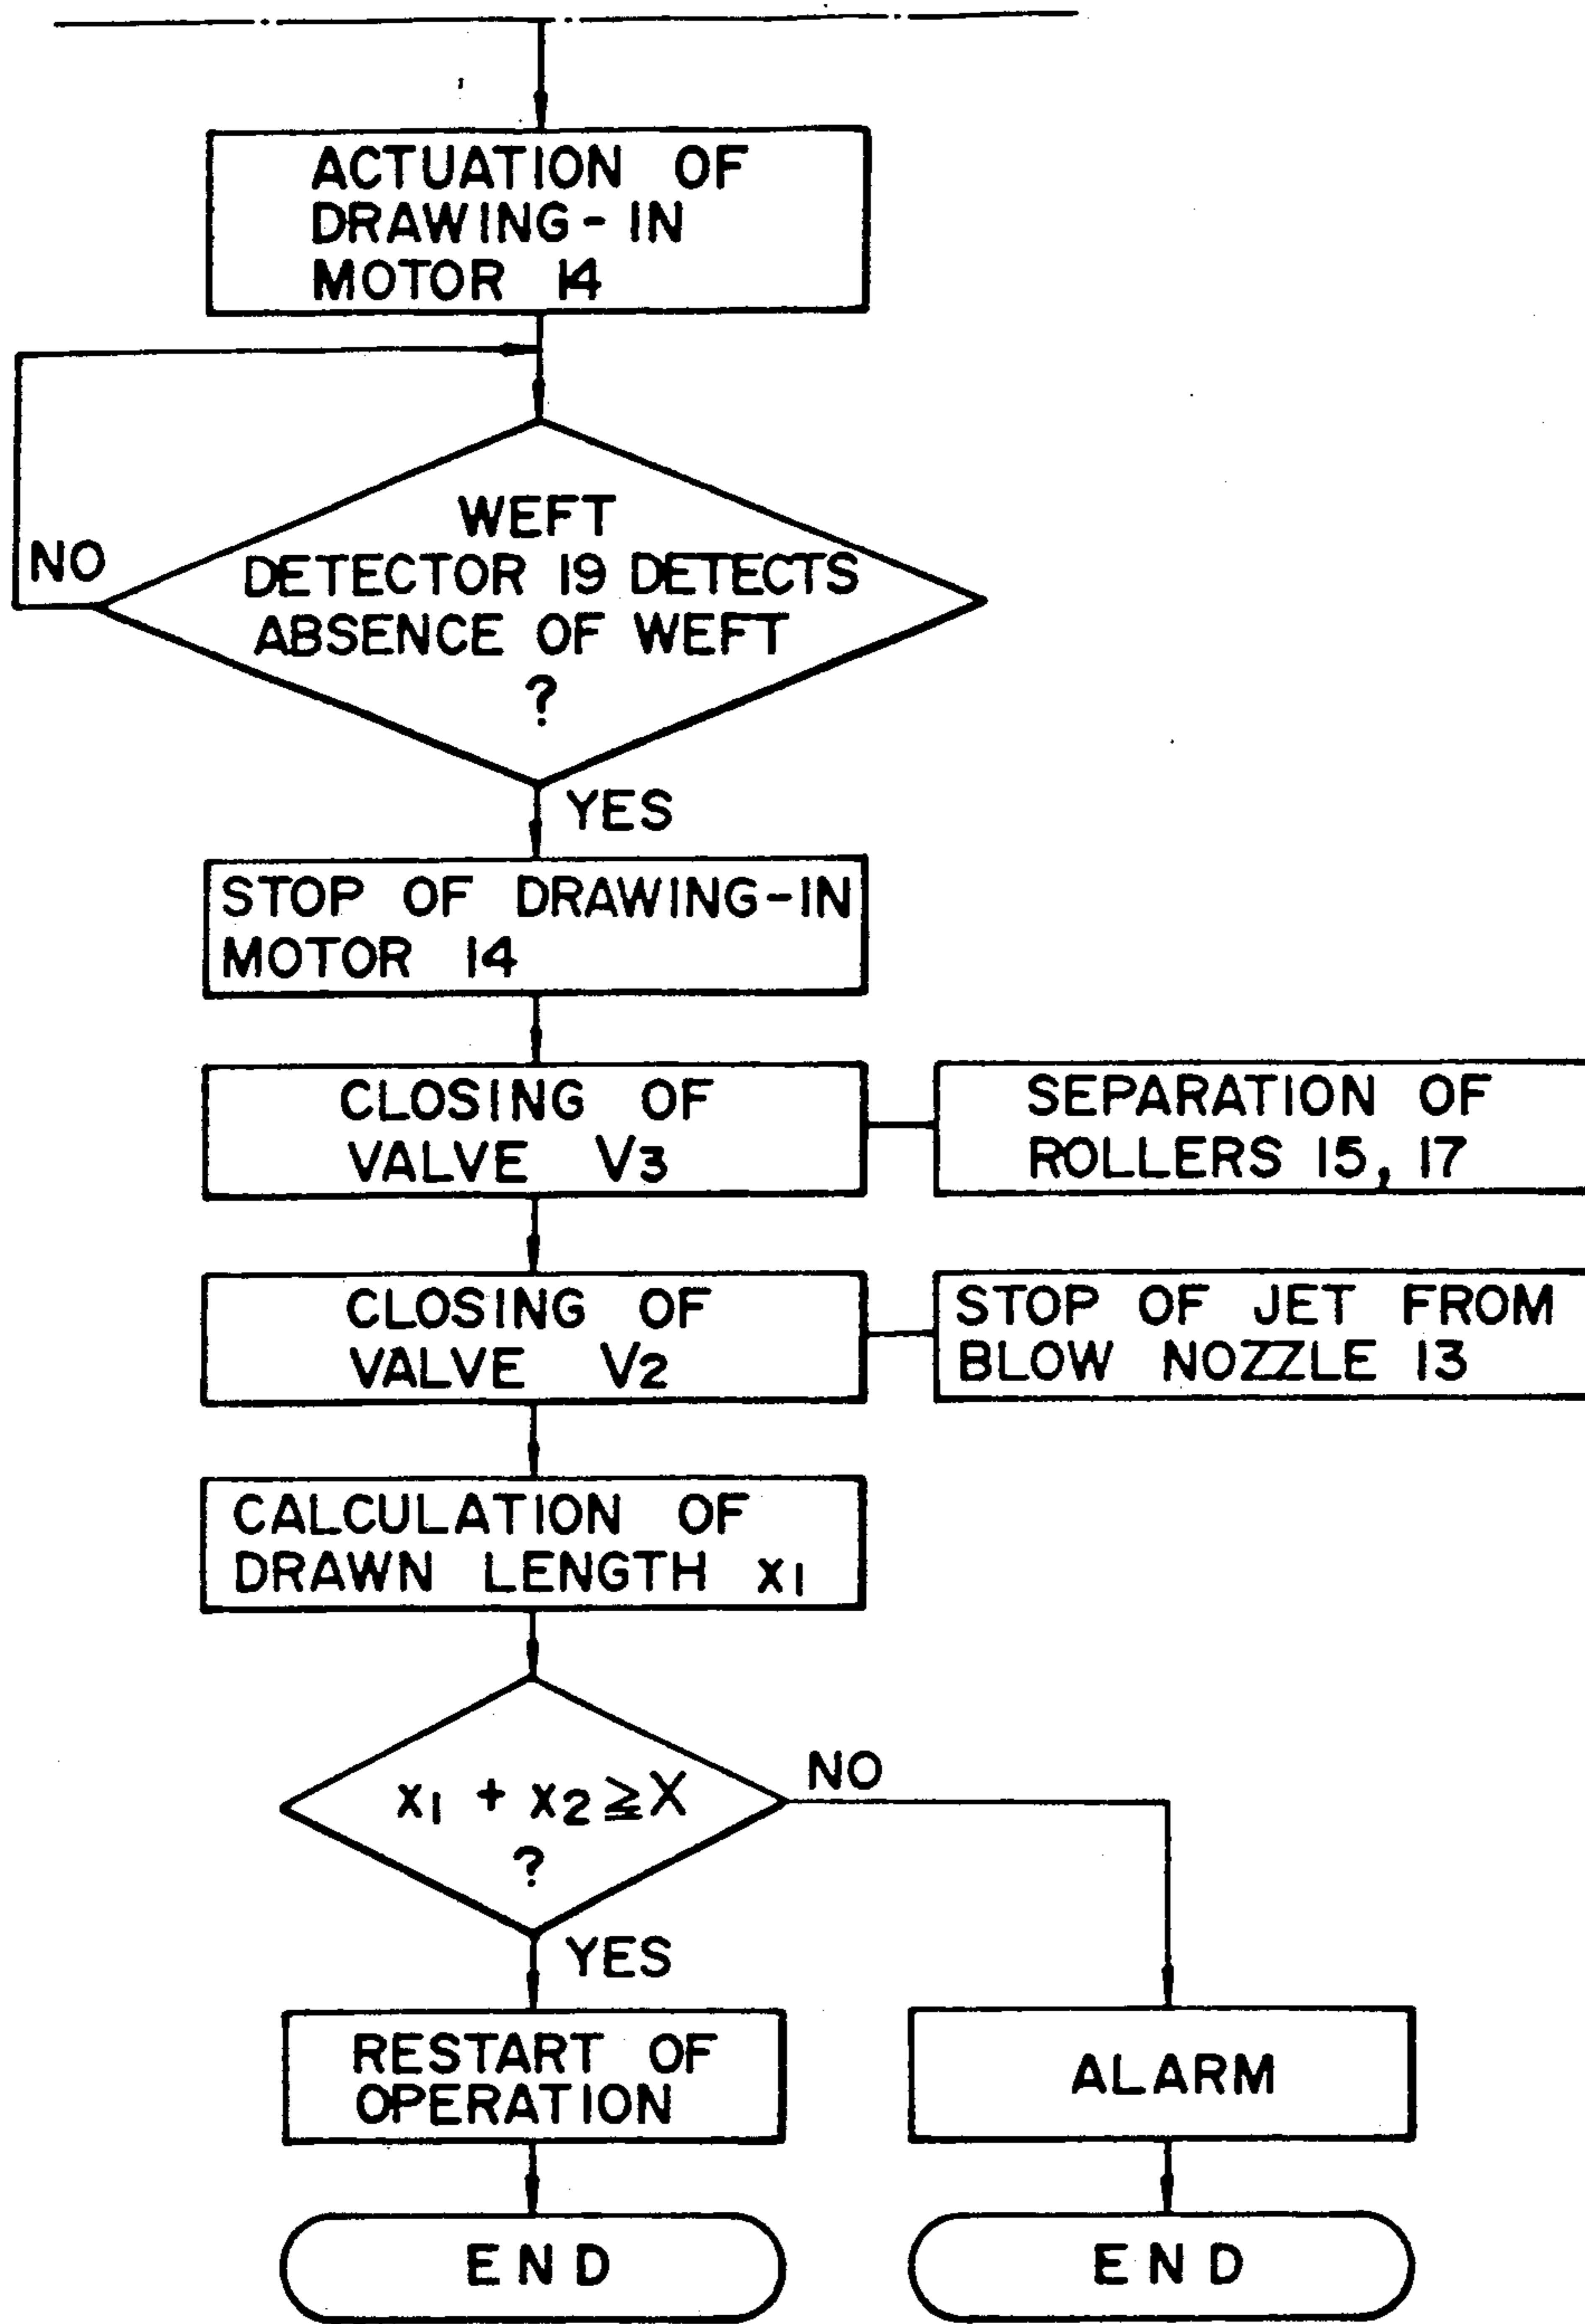 ACTUATION OF
DRAWING-IN
MOTOR 14
WEFT
NO
DETECTOR 19 DETECTS
ABSENCE OF WEFT
?
YES
STOP OF DRAWING-IN
MOTOR 14
CLOSING OF
VALVE V3
SEPARATION OF
ROLLERS 15, 17
CLOSING OF
VALVE V2
STOP OF JET FROM
BLOW NOZZLE 13
CALCULATION OF
DRAWN LENGTH x1
x1 + x2 ≧ X
?
NO
YES
RESTART OF
OPERATION
ALARM
END
END